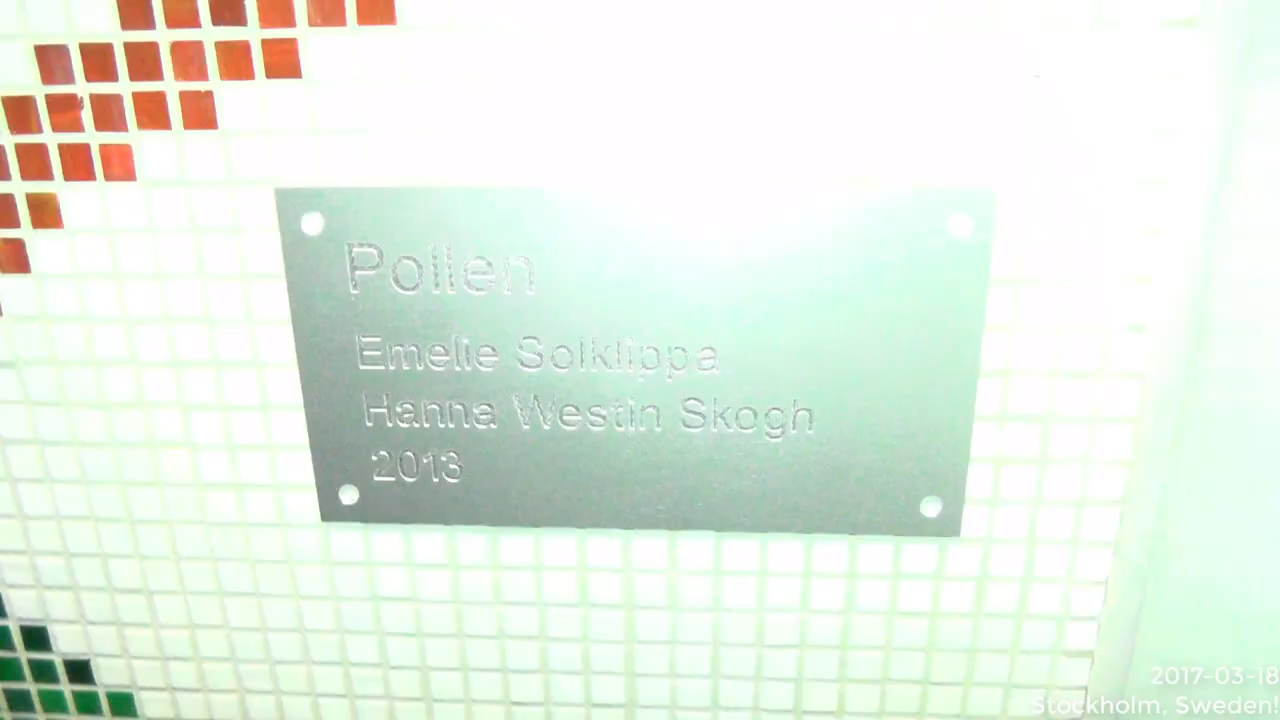 Pollen
Emelie Solklippa
Hanna Westin Skogh
2013
2017-03-18
Stockholm, Sweden!